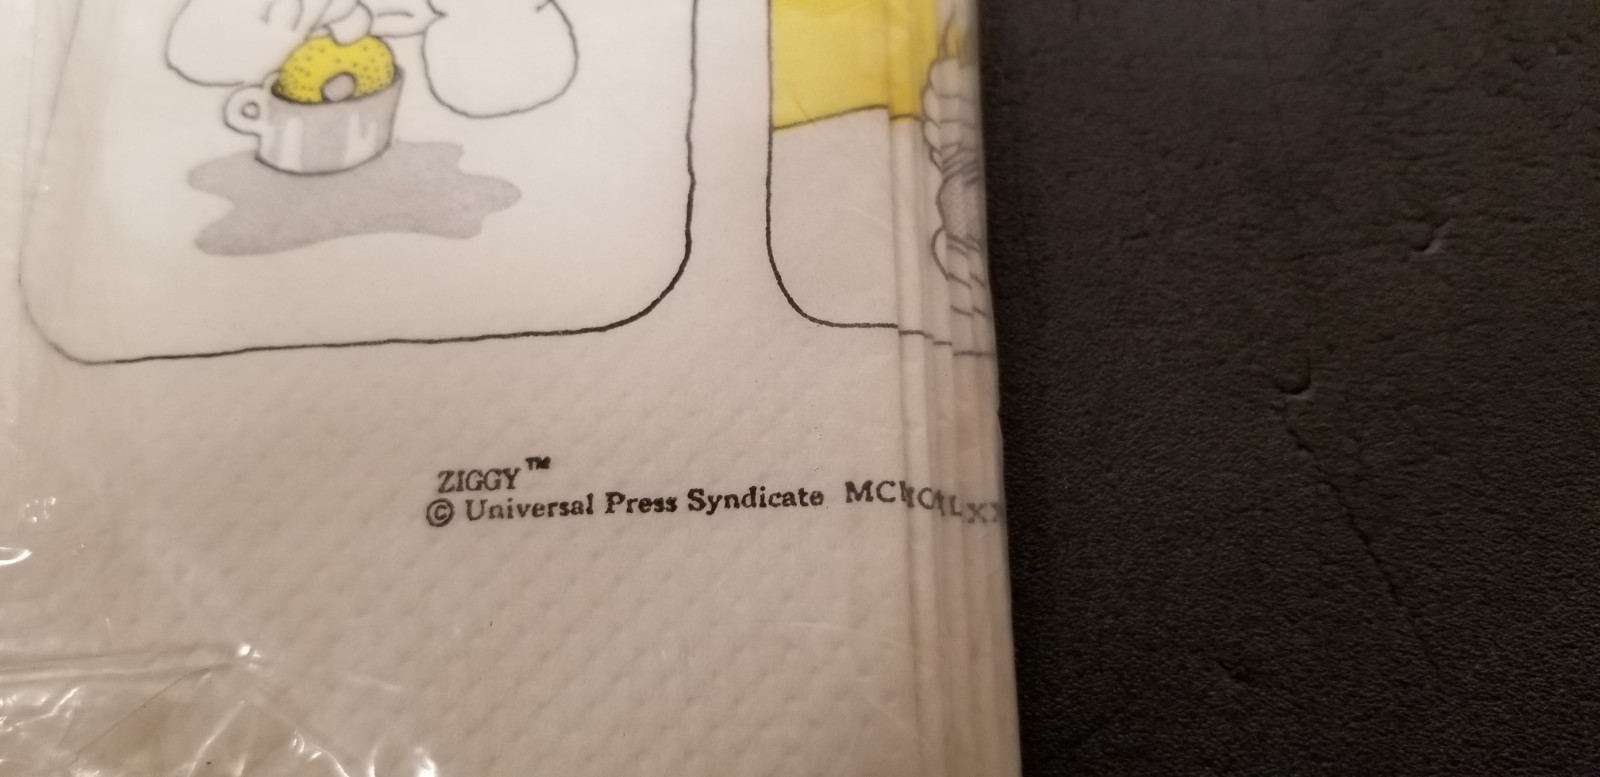 ZIGGY™
© Universal Press Syndicate